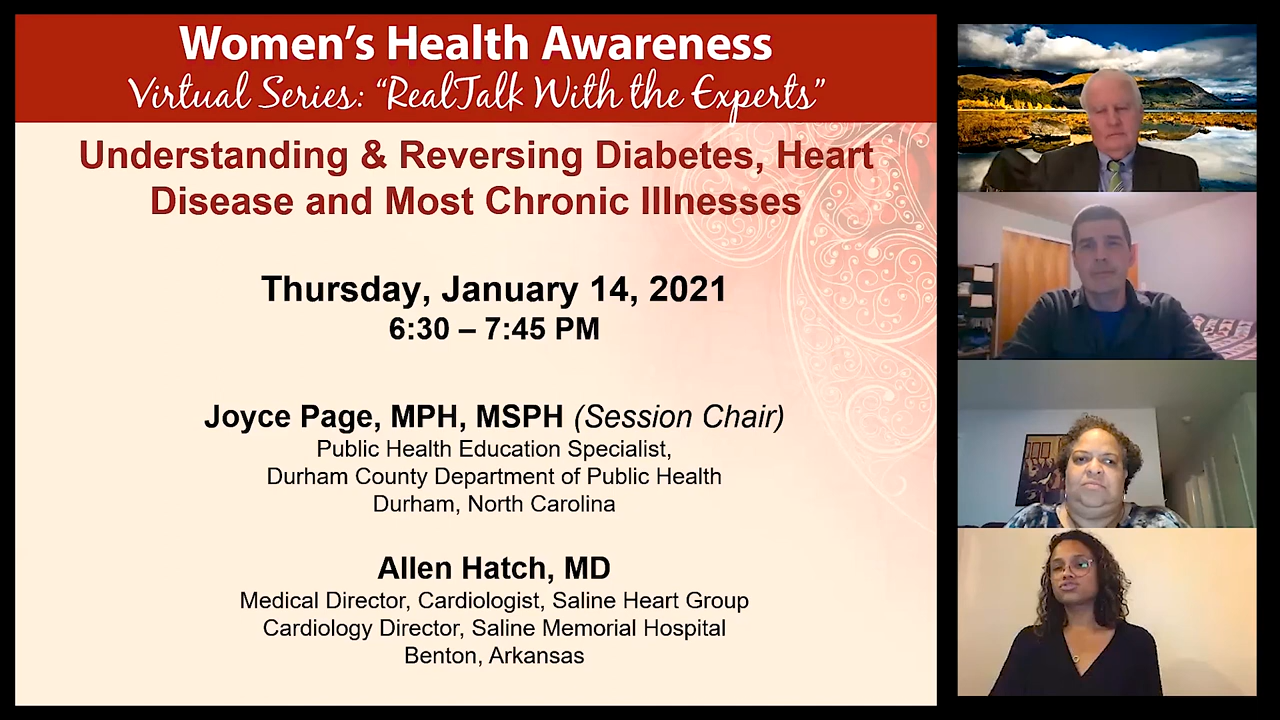 Women’s Health Awareness
Virtual Series: “RealTalk With the Experts”
Understanding & Reversing Diabetes, Heart
Disease and Most Chronic Illnesses
Thursday, January 14, 2021
6:30 – 7:45 PM
Joyce Page, MPH, MSPH (Session Chair)
Public Health Education Specialist,
Durham County Department of Public Health
Durham, North Carolina
Allen Hatch, MD
Medical Director, Cardiologist, Saline Heart Group
Cardiology Director, Saline Memorial Hospital
Benton, Arkansas